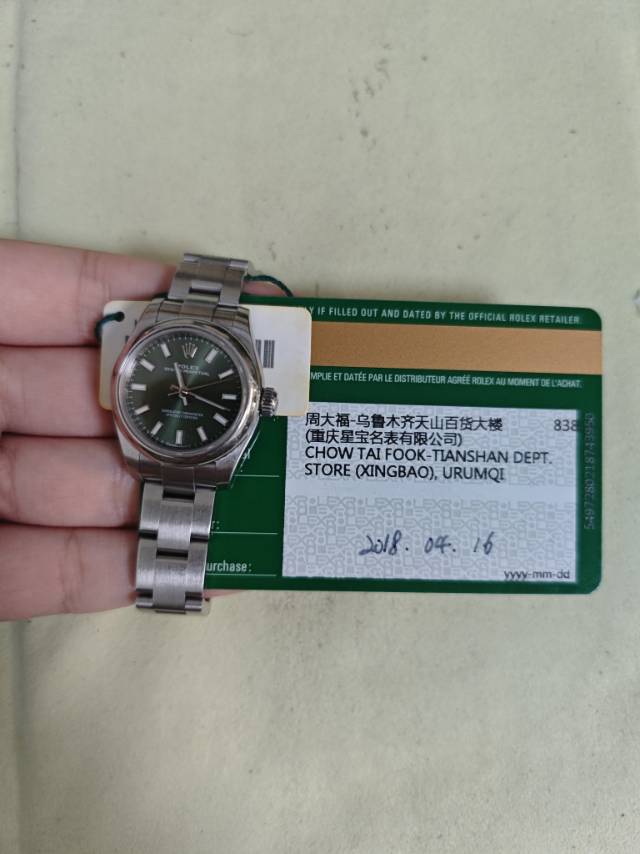 Y IF FILLED OUT AND DATED BY THE OFFICIAL ROLEX RETAILER.
MPLIE ET DATÉE PAR LE DISTRIBUTEUR AGRÉÉ ROLEX AU MOMENT DE L'ACHAT.
ROLEX
周大福-乌鲁木齐天山百货大楼 838
(重庆星宝名表有限公司)
CHOW TAI FOOK-TIANSHAN DEPT.
STORE (XINGBAO), URUMQI
2018. 04. 16
yyyy-mm-dd
r:
urchase:
5497280218743950